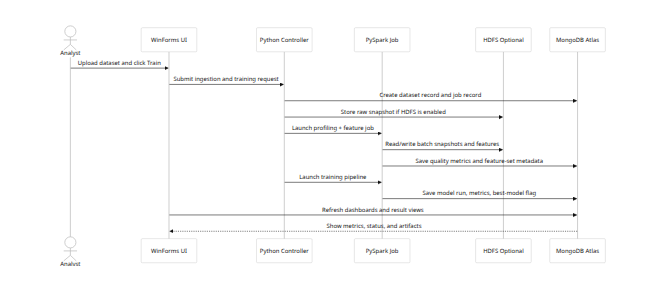 Analyst
WinForms UI
Python Controller
PySpark Job
HDFS Optional
MongoDB Atlas
Upload dataset and click Train
Submit ingestion and training request
Create dataset record and job record
Store raw snapshot if HDFS is enabled
Launch profiling + feature job
Read/write batch snapshots and features
Save quality metrics and feature-set metadata
Launch training pipeline
Save model run, metrics, best-model flag
Refresh dashboards and result views
Show metrics, status, and artifacts
Analyst
WinForms UI
Python Controller
PySpark Job
HDFS Optional
MongoDB Atlas